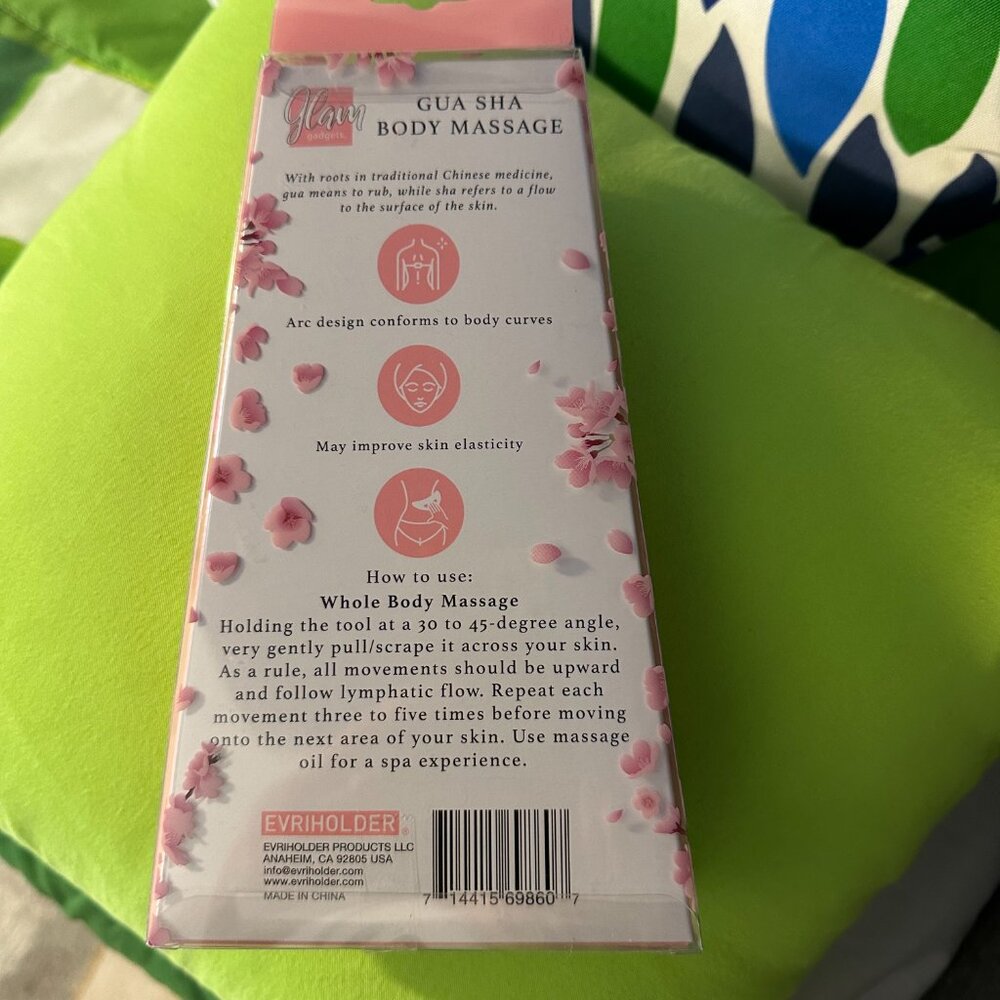 Glam
gadgets.
GUA SHA
BODY MASSAGE
With roots in traditional Chinese medicine,
gua means to rub, while sha refers to a flow
to the surface of the skin.
Arc design conforms to body curves
May improve skin elasticity
How to use:
Whole Body Massage
Holding the tool at a 30 to 45-degree angle,
very gently pull/scrape it across your skin.
As a rule, all movements should be upward
and follow lymphatic flow. Repeat each
movement three to five times before moving
onto the next area of your skin. Use massage
oil for a spa experience.
EVRIHOLDER®
EVRIHOLDER PRODUCTS LLC
ANAHEIM, CA 92805 USA
info@evriholder.com
www.evriholder.com
MADE IN CHINA
7 14415 69860 7